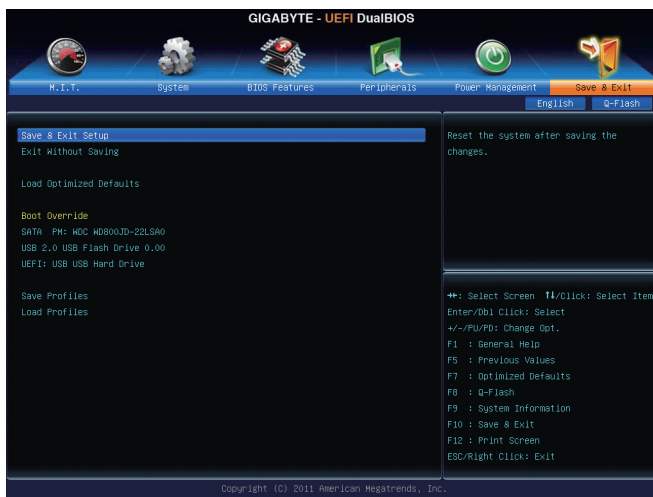 GIGABYTE - UEFI DualBIOS
M.I.T. System BIOS Features Peripherals Power Management Save & Exit
English Q-Flash
Save & Exit Setup
Exit Without Saving
Load Optimized Defaults
Boot Override
SATA PM: WDC WD800JD-22LSA0
USB 2.0 USB Flash Drive 0.00
UEFI: USB USB Hard Drive
Save Profiles
Load Profiles
Reset the system after saving the
changes.
→←: Select Screen ↑↓/Click: Select Item
Enter/Dbl Click: Select
+/-/PU/PD: Change Opt.
F1 : General Help
F5 : Previous Values
F7 : Optimized Defaults
F8 : Q-Flash
F9 : System Information
F10 : Save & Exit
F12 : Print Screen
ESC/Right Click: Exit
Copyright (C) 2011 American Megatrends, Inc.